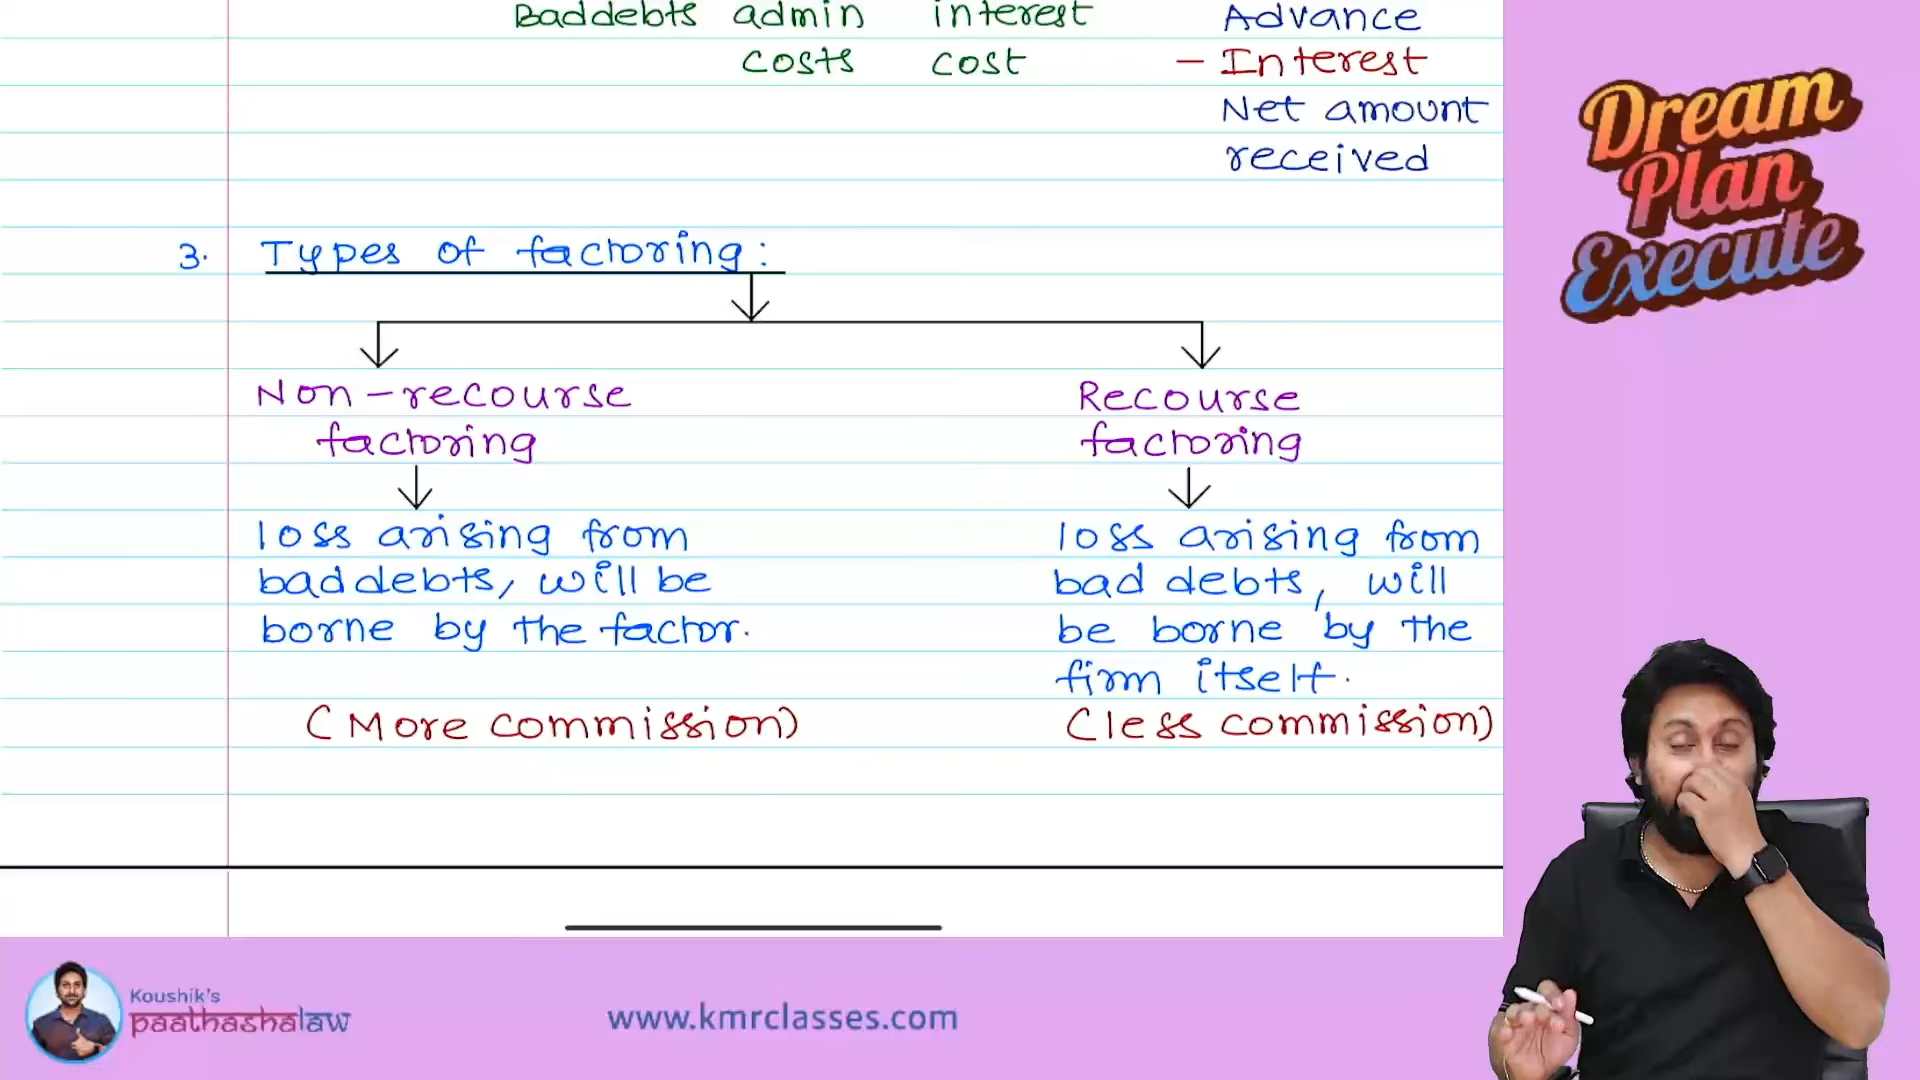 Baddebts admin interest Advance
costs cost - Interest
Net amount
received
3. Types of factoring:
Non-recourse Recourse
factoring factoring
loss arising from loss arising from
baddebts, will be bad debts, will
borne by the factor. be borne by the
firm itself.
(More commission) (less commission)
Dream
Plan
Execute
Koushik's
paathashalaw
www.kmrclasses.com